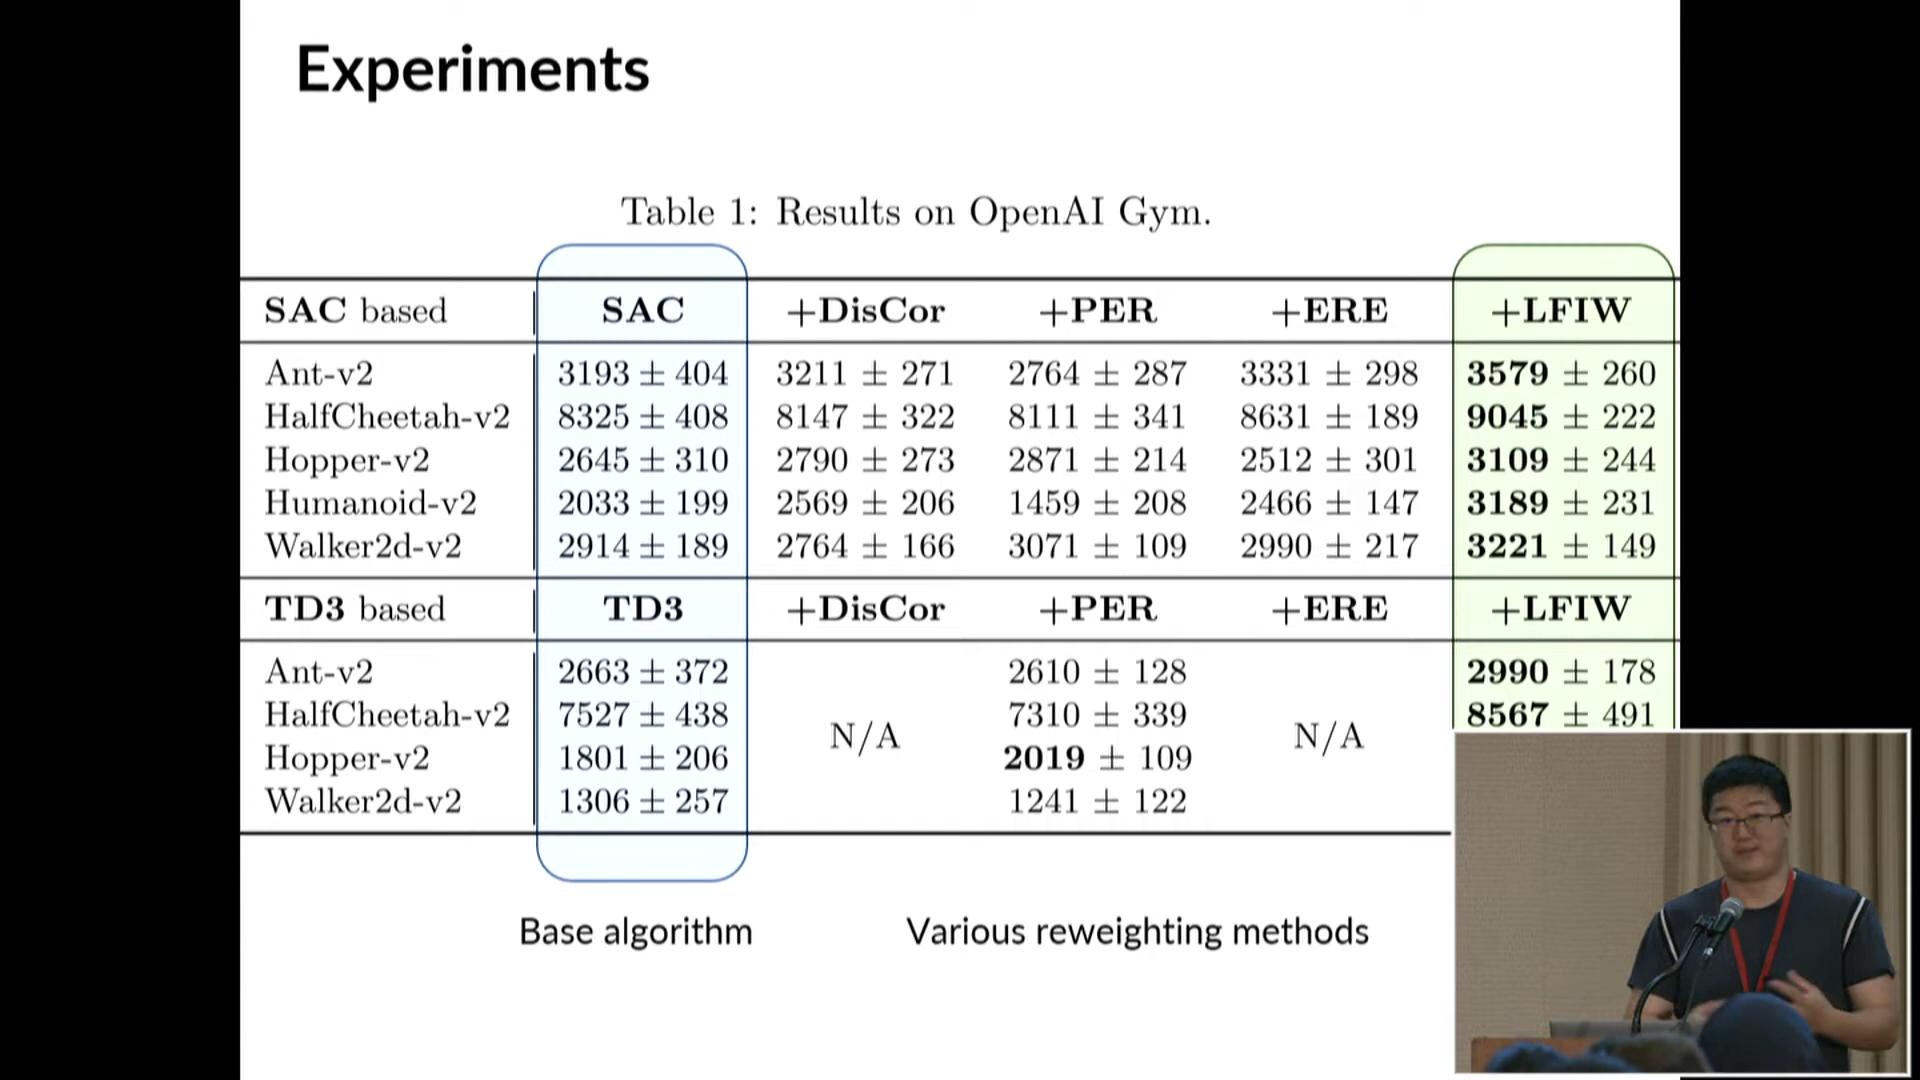 Experiments
Table 1: Results on OpenAI Gym.
SAC based SAC +DisCor +PER +ERE +LFIW
Ant-v2 3193 ± 404 3211 ± 271 2764 ± 287 3331 ± 298 3579 ± 260
HalfCheetah-v2 8325 ± 408 8147 ± 322 8111 ± 341 8631 ± 189 9045 ± 222
Hopper-v2 2645 ± 310 2790 ± 273 2871 ± 214 2512 ± 301 3109 ± 244
Humanoid-v2 2033 ± 199 2569 ± 206 1459 ± 208 2466 ± 147 3189 ± 231
Walker2d-v2 2914 ± 189 2764 ± 166 3071 ± 109 2990 ± 217 3221 ± 149
TD3 based TD3 +DisCor +PER +ERE +LFIW
Ant-v2 2663 ± 372 2610 ± 128 2990 ± 178
HalfCheetah-v2 7527 ± 438 7310 ± 339 8567 ± 491
N/A N/A
Hopper-v2 1801 ± 206 2019 ± 109
Walker2d-v2 1306 ± 257 1241 ± 122
Base algorithm Various reweighting methods